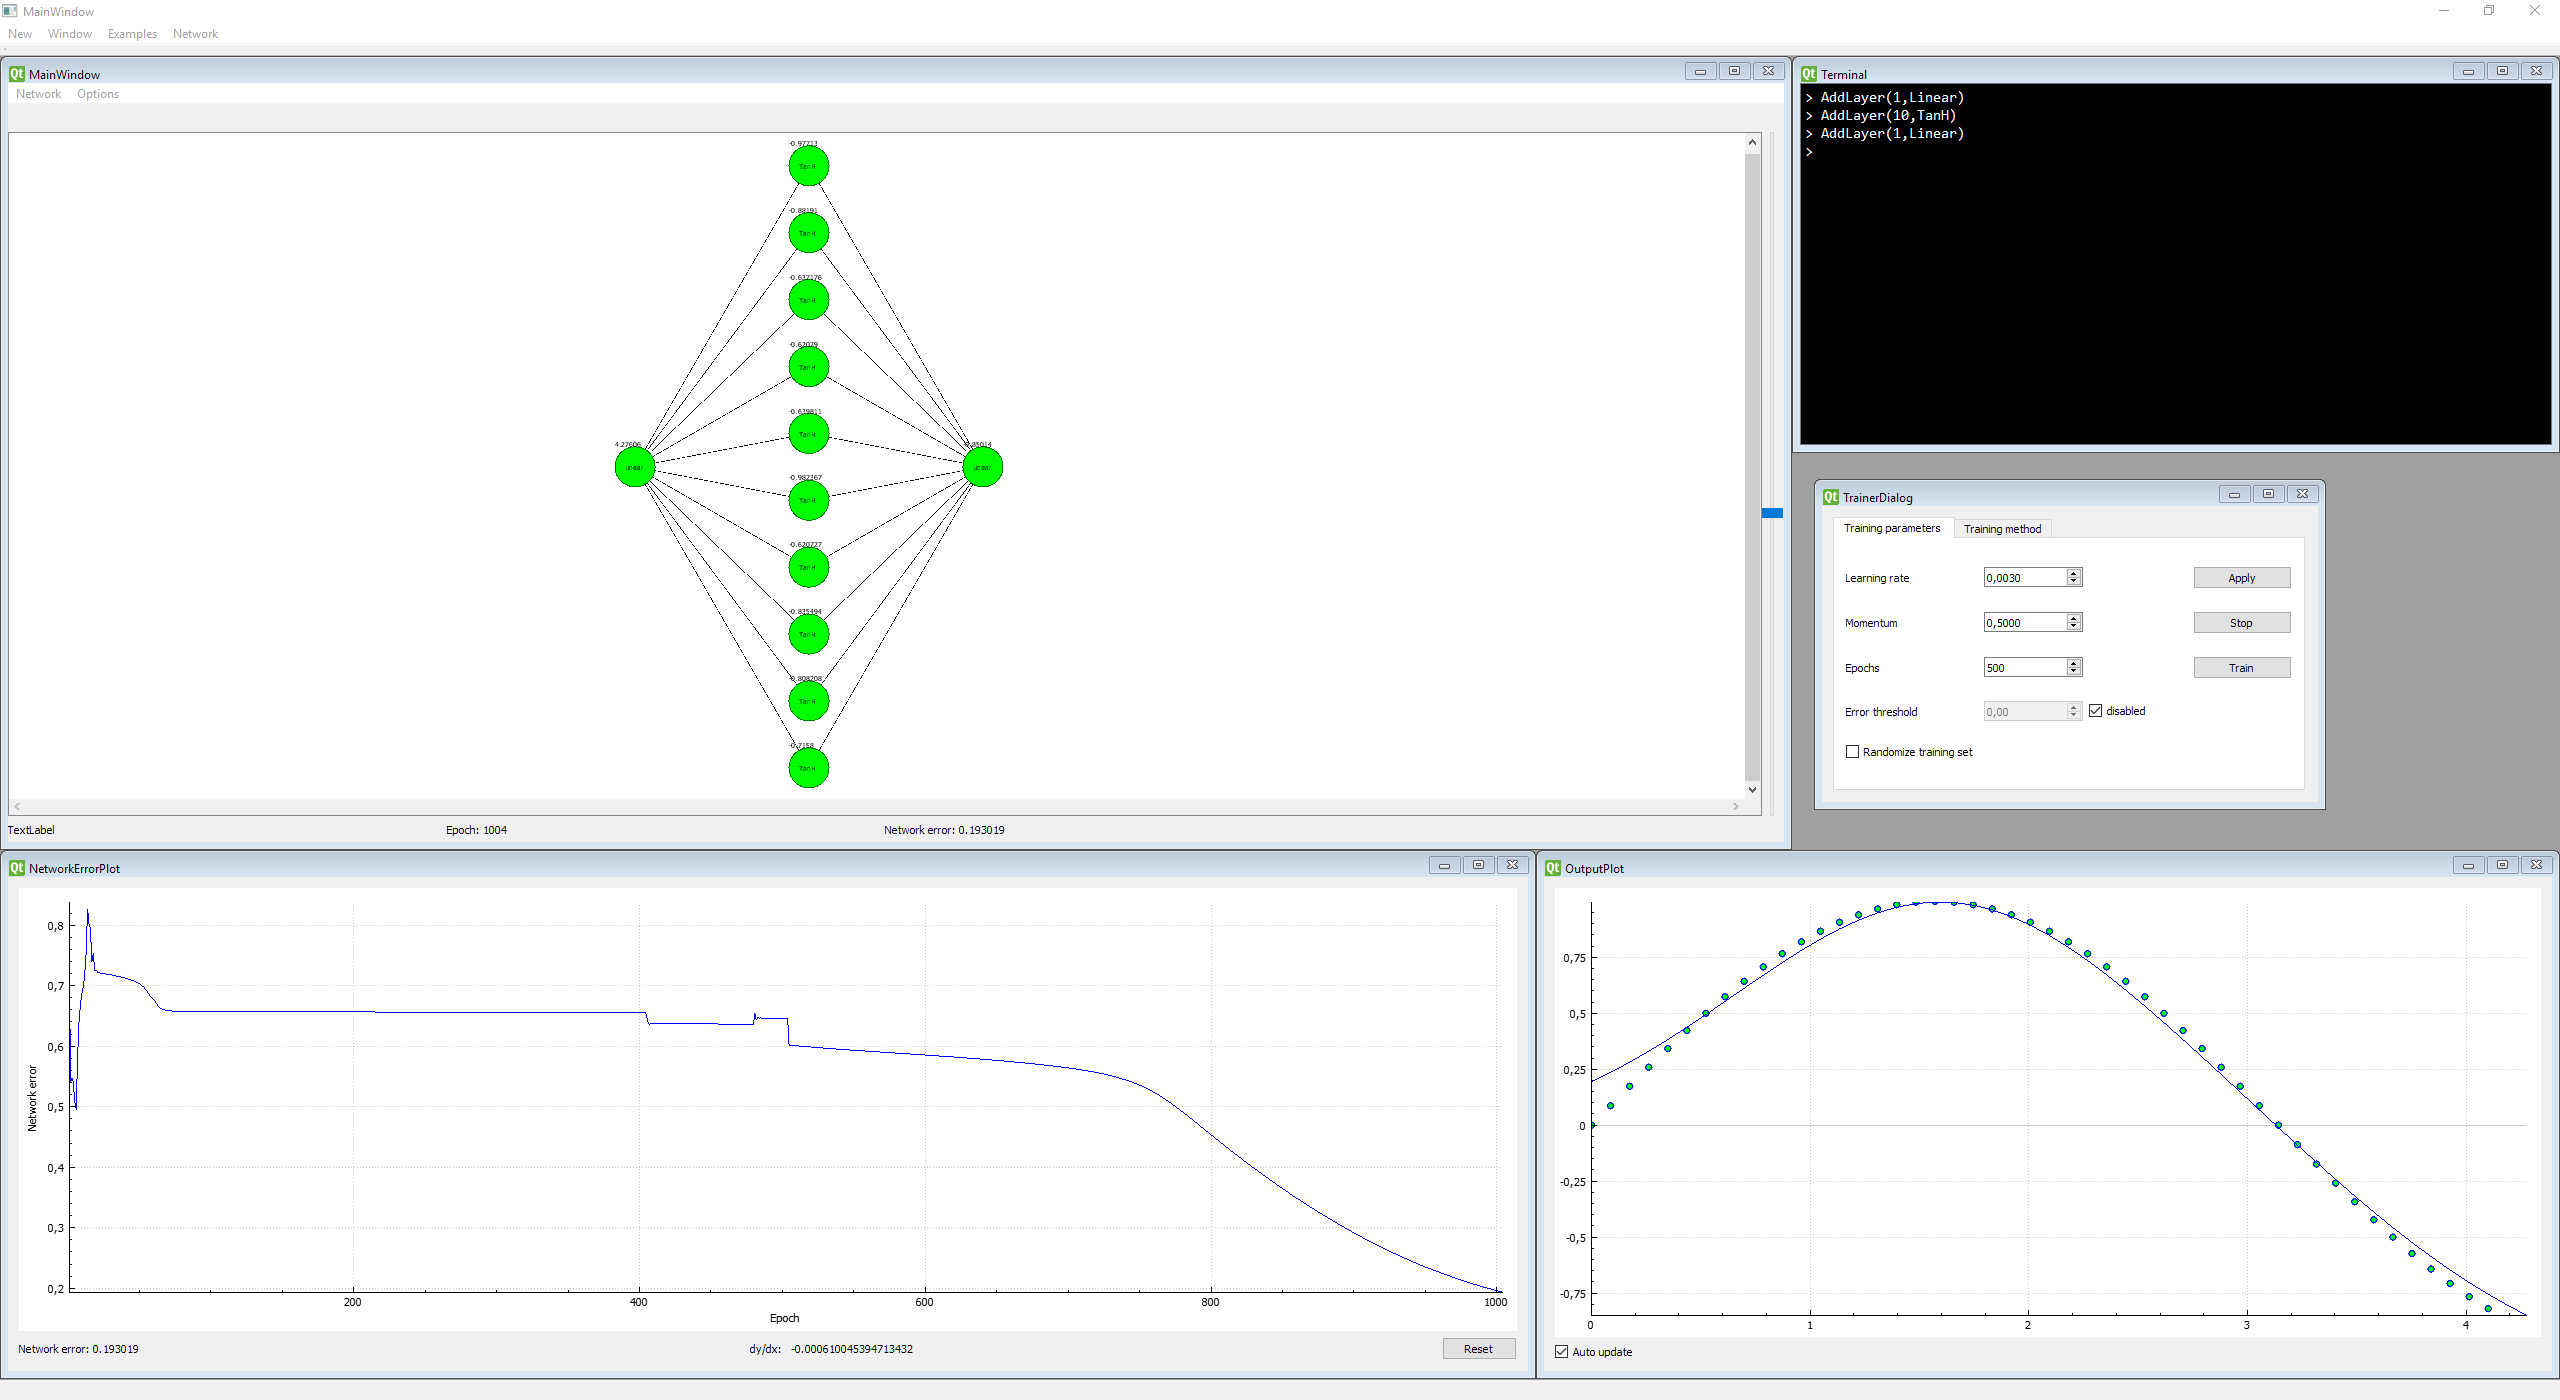 MainWindow
New Window Examples Network
MainWindow
Network Options
-0.97713
TanH
-0.88191
TanH
-0.637176
TanH
-0.62079
TanH
-0.639811
TanH
4.27606
Linear
.85014
Linear
-0.982367
TanH
-0.620727
TanH
-0.835494
TanH
-0.808208
TanH
-0.7158
TanH
TextLabel Epoch: 1004 Network error: 0.193019
Terminal
> AddLayer(1,Linear)
> AddLayer(10,TanH)
> AddLayer(1,Linear)
>
TrainerDialog
Training parameters Training method
Learning rate 0,0030 Apply
Momentum 0,5000 Stop
Epochs 500 Train
Error threshold 0,00 disabled
Randomize training set
NetworkErrorPlot
0,8
0,7
0,6
0,5
0,4
0,3
0,2
Network error
200 400 600 800 1000
Epoch
Network error: 0.193019 dy/dx: -0.000610045394713432 Reset
OutputPlot
0,75
0,5
0,25
0
-0,25
-0,5
-0,75
0 1 2 3 4
Auto update